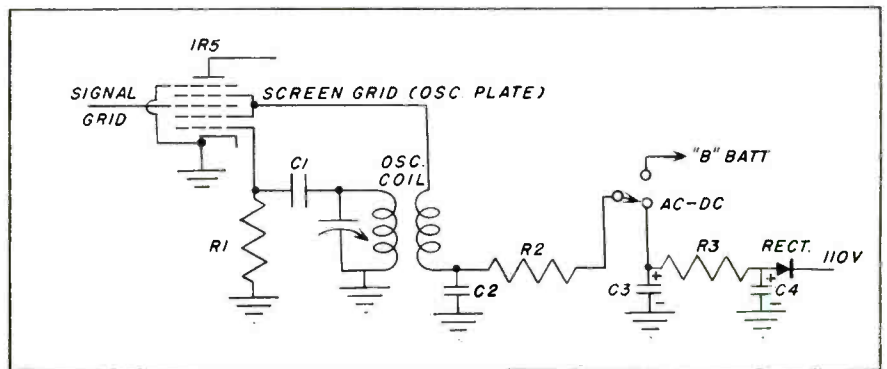 1R5
SIGNAL
GRID
SCREEN GRID (OSC. PLATE)
C1
OSC.
COIL
"B" BATT
AC-DC
R1
R2
R3
RECT.
110V
C2
C3
+
-
+
C4
-